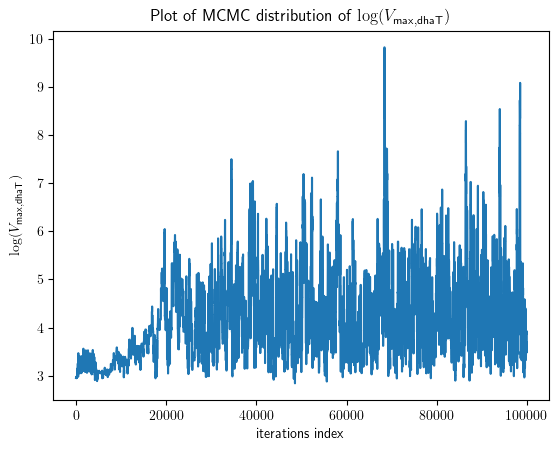 Plot of MCMC distribution of log(V_max,dhaT)
10
9
8
7
6
5
4
3
log(V_max,dhaT)
0 20000 40000 60000 80000 100000
iterations index